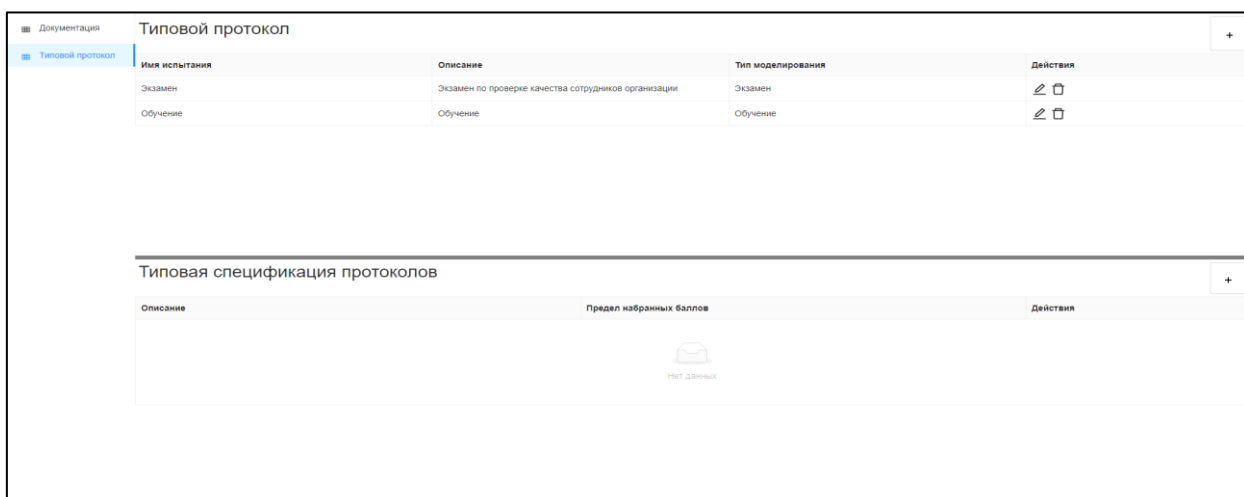 Документация
Типовой протокол
Типовой протокол
+
Имя испытания Описание Тип моделирования Действия
Экзамен Экзамен по проверке качества сотрудников организации Экзамен
Обучение Обучение Обучение
Типовая спецификация протоколов
+
Описание Предел набранных баллов Действия
Нет данных